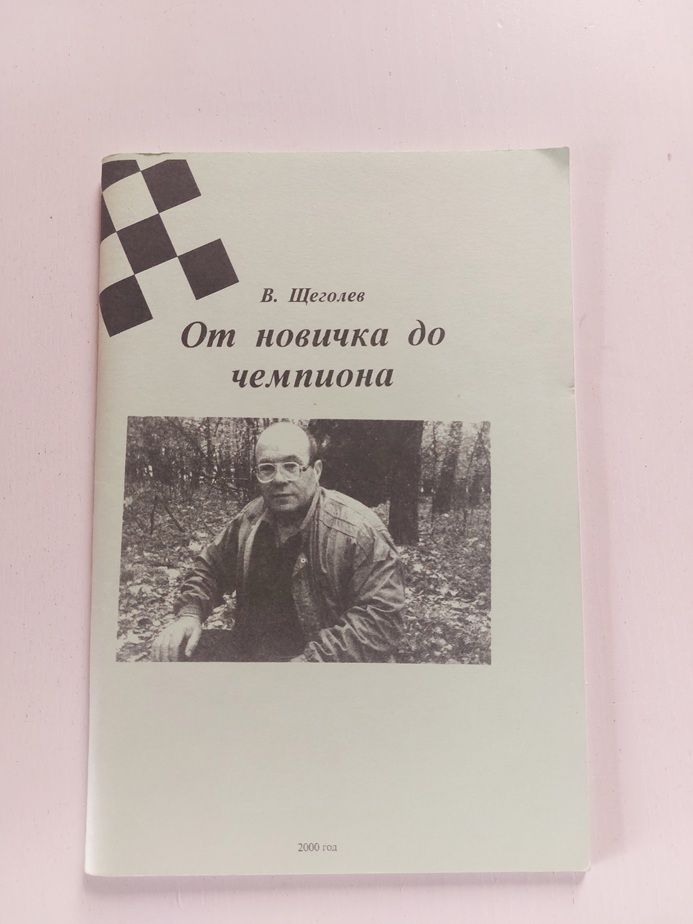 В. Щеголев
От новичка до
чемпиона
2000 год